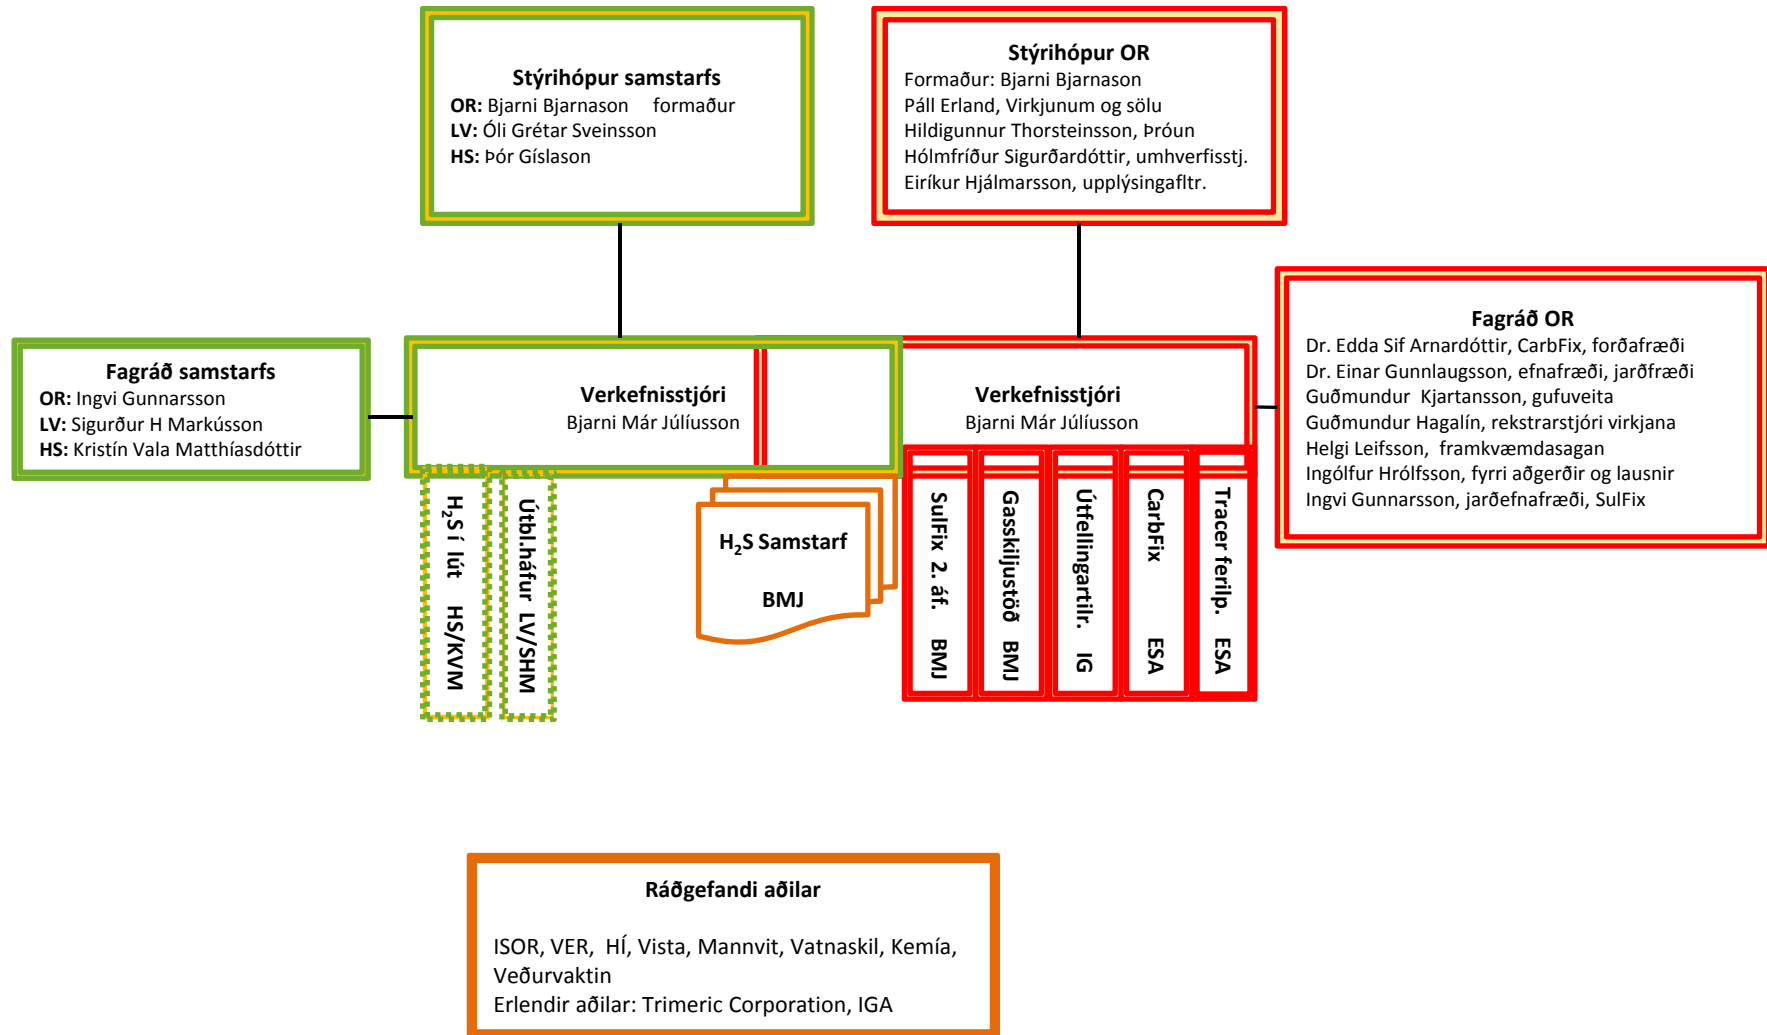 Stýrihópur samstarfs
OR: Bjarni Bjarnason formaður
LV: Óli Grétar Sveinsson
HS: Þór Gíslason
Stýrihópur OR
Formaður: Bjarni Bjarnason
Páll Erland, Virkjunum og sölu
Hildigunnur Thorsteinsson, Þróun
Hólmfríður Sigurðardóttir, umhverfisstj.
Eiríkur Hjálmarsson, upplýsingafltr.
Fagráð samstarfs
OR: Ingvi Gunnarsson
LV: Sigurður H Markússon
HS: Kristín Vala Matthíasdóttir
Verkefnisstjóri
Bjarni Már Júlíusson
Verkefnisstjóri
Bjarni Már Júlíusson
Fagráð OR
Dr. Edda Sif Arnardóttir, CarbFix, forðafræði
Dr. Einar Gunnlaugsson, efnafræði, jarðfræði
Guðmundur Kjartansson, gufuveita
Guðmundur Hagalín, rekstrarstjóri virkjana
Helgi Leifsson, framkvæmdasagan
Ingólfur Hrólfsson, fyrri aðgerðir og lausnir
Ingvi Gunnarsson, jarðefnafræði, SulFix
H₂S í lút HS/KVM
Útbl.háfur LV/SHM
H₂S Samstarf
BMJ
SulFix 2. áf. BMJ
Gasskiljustöð BMJ
Útfellingartilr. IG
CarbFix ESA
Tracer ferilp. ESA
Ráðgefandi aðilar
ISOR, VER, HÍ, Vista, Mannvit, Vatnaskil, Kemía,
Veðurvaktin
Erlendir aðilar: Trimeric Corporation, IGA